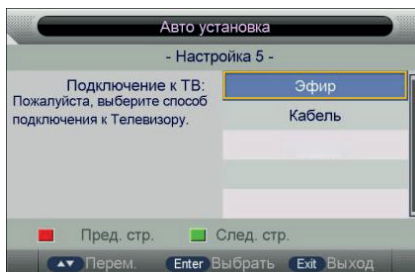 Авто установка
- Настройка 5 -
Подключение к ТВ:
Пожалуйста, выберите способ
подключения к Телевизору.
Эфир
Кабель
Пред. стр. След. стр.
Перем. Enter Выбрать Exit Выход